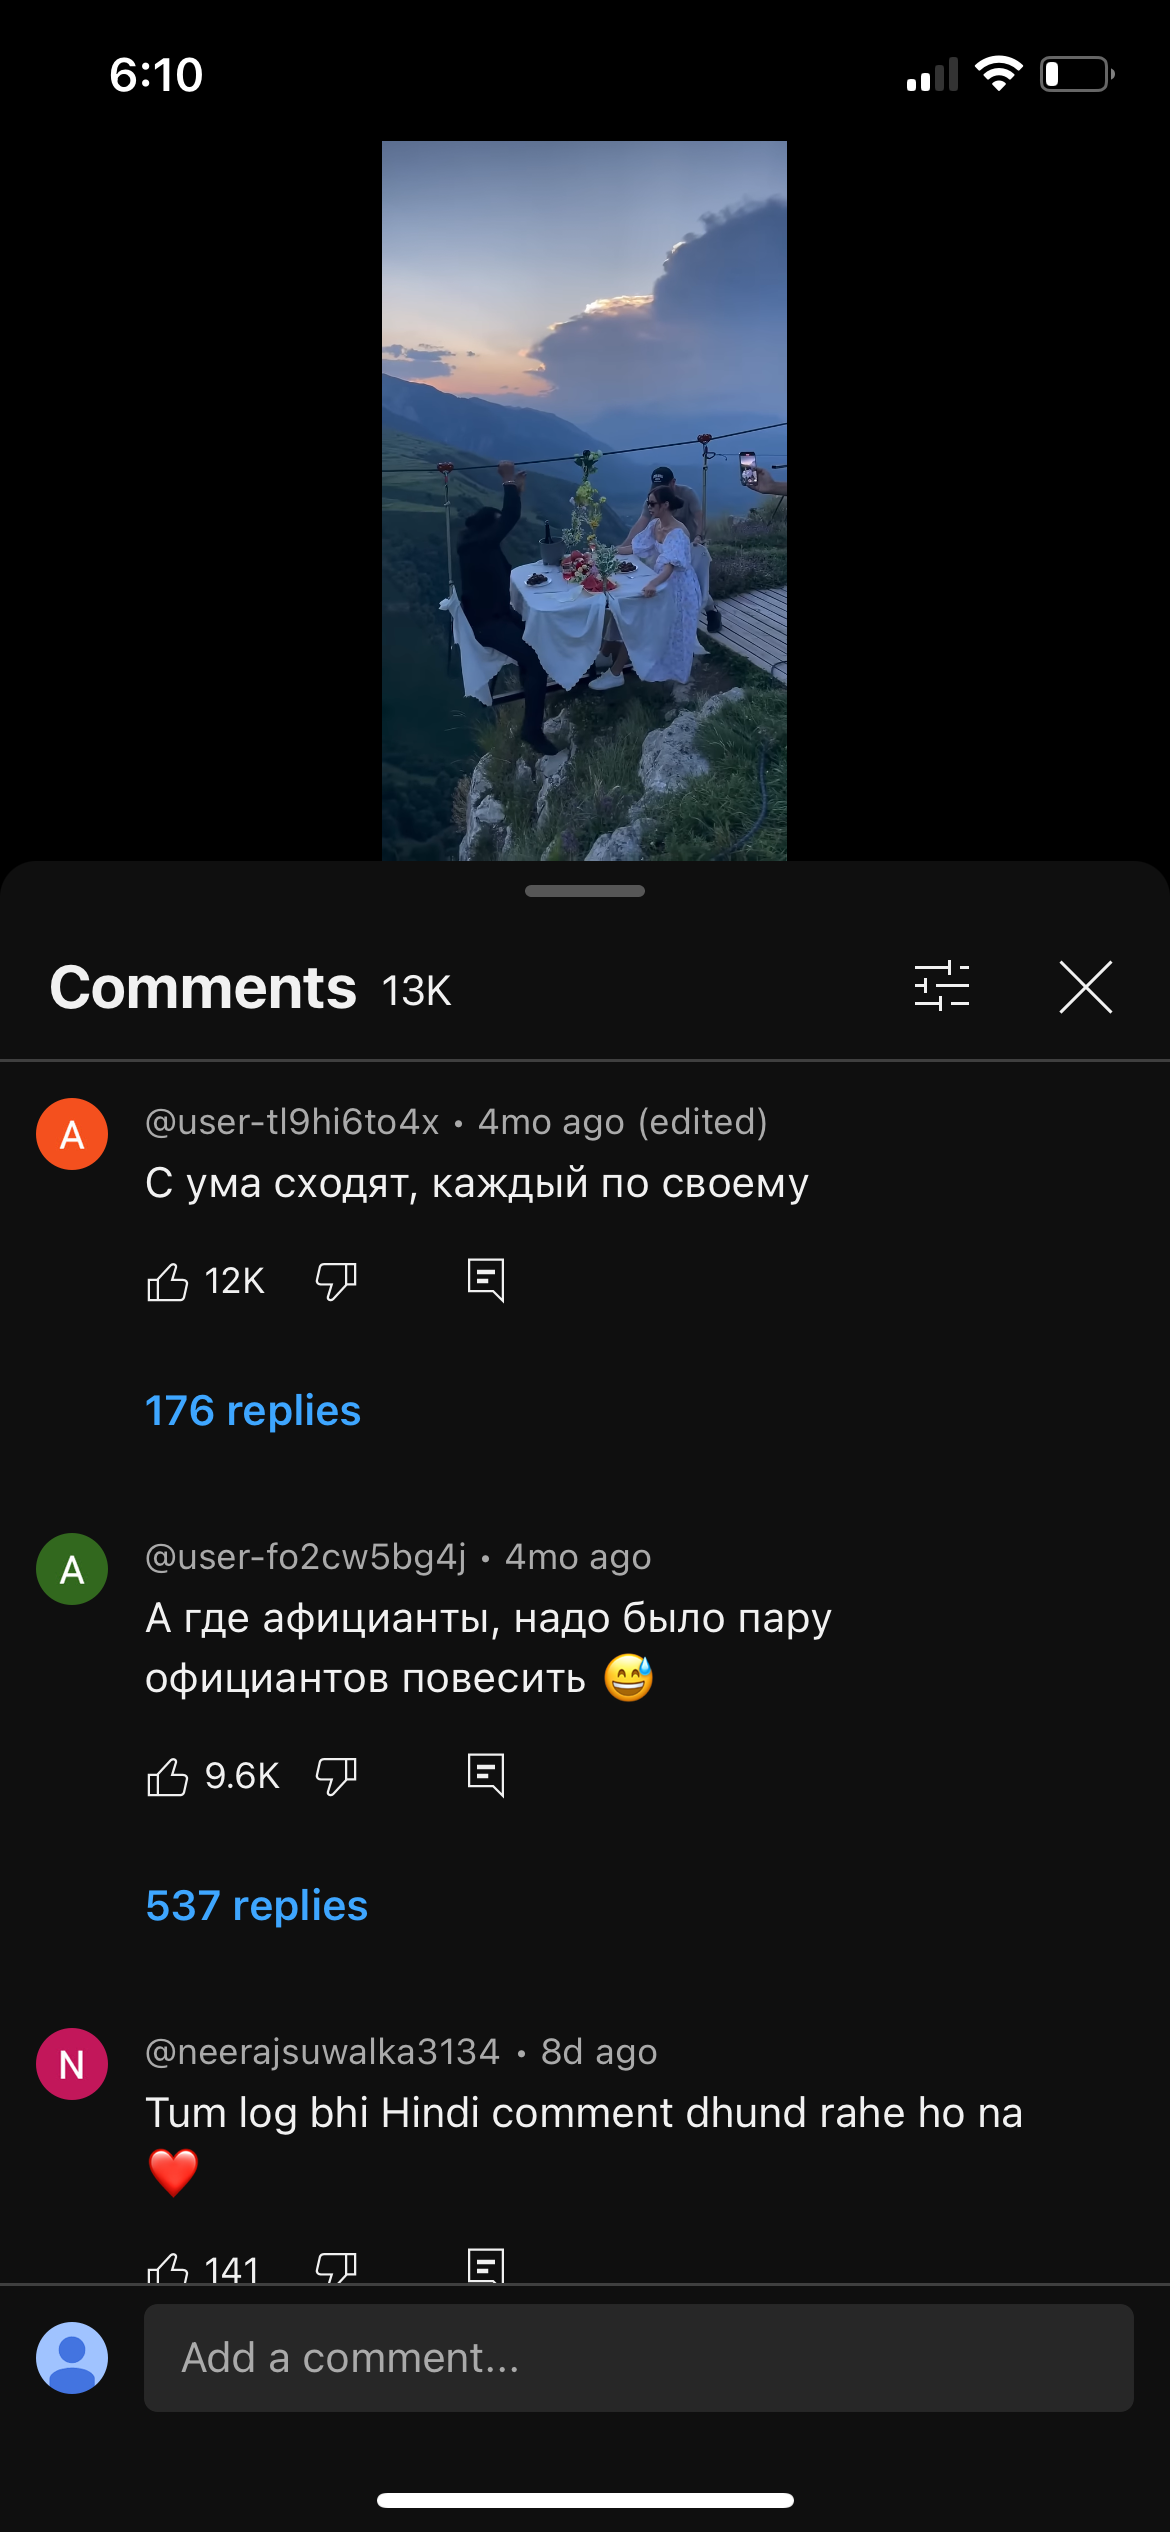 6:10
Comments 13K
@user-tl9hi6to4x • 4mo ago (edited)
С ума сходят, каждый по своему
12K
176 replies
@user-fo2cw5bg4j • 4mo ago
А где афицианты, надо было пару
официантов повесить 😅
9.6K
537 replies
@neerajsuwalka3134 • 8d ago
Tum log bhi Hindi comment dhund rahe ho na
❤️
141
Add a comment...
A
A
N